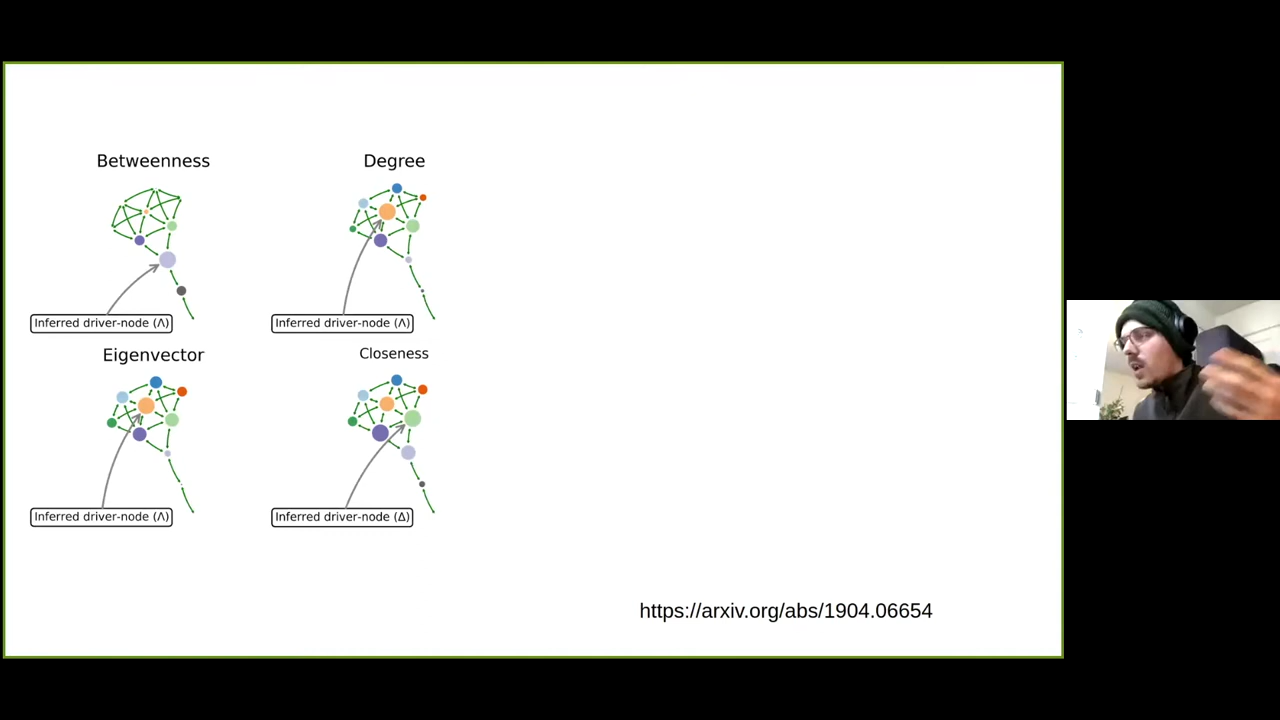 Betweenness
Degree
Inferred driver-node (Λ)
Inferred driver-node (Λ)
Eigenvector
Closeness
Inferred driver-node (Λ)
Inferred driver-node (Δ)
https://arxiv.org/abs/1904.06654